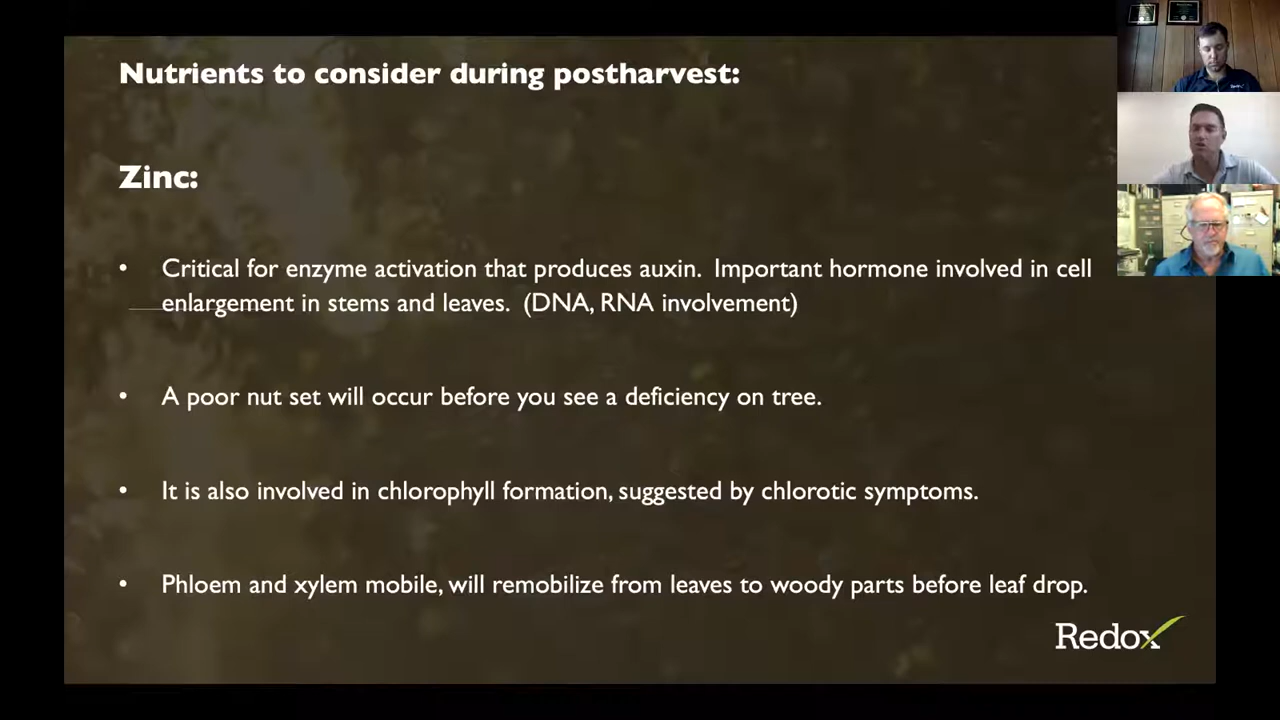 Nutrients to consider during postharvest:
Zinc:
• Critical for enzyme activation that produces auxin. Important hormone involved in cell
enlargement in stems and leaves. (DNA, RNA involvement)
• A poor nut set will occur before you see a deficiency on tree.
• It is also involved in chlorophyll formation, suggested by chlorotic symptoms.
• Phloem and xylem mobile, will remobilize from leaves to woody parts before leaf drop.
Redox